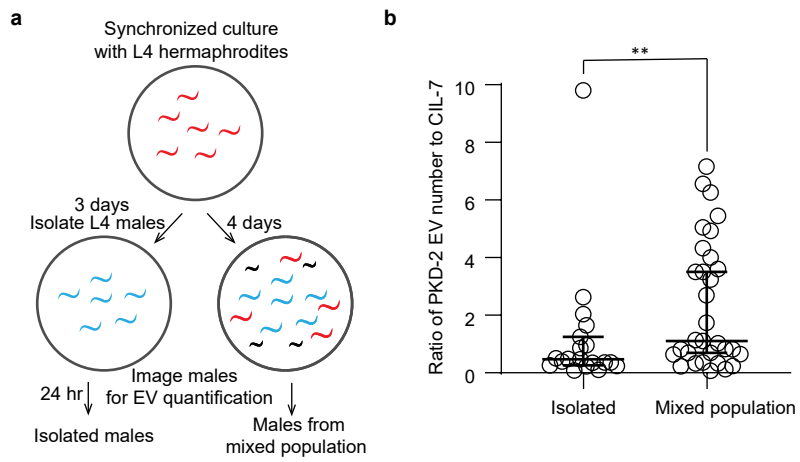 a
Synchronized culture
with L4 hermaphrodites
3 days
Isolate L4 males
4 days
24 hr
Image males
for EV quantification
Isolated males
Males from
mixed population
b
**
Ratio of PKD-2 EV number to CIL-7
10
8
6
4
2
0
Isolated
Mixed population